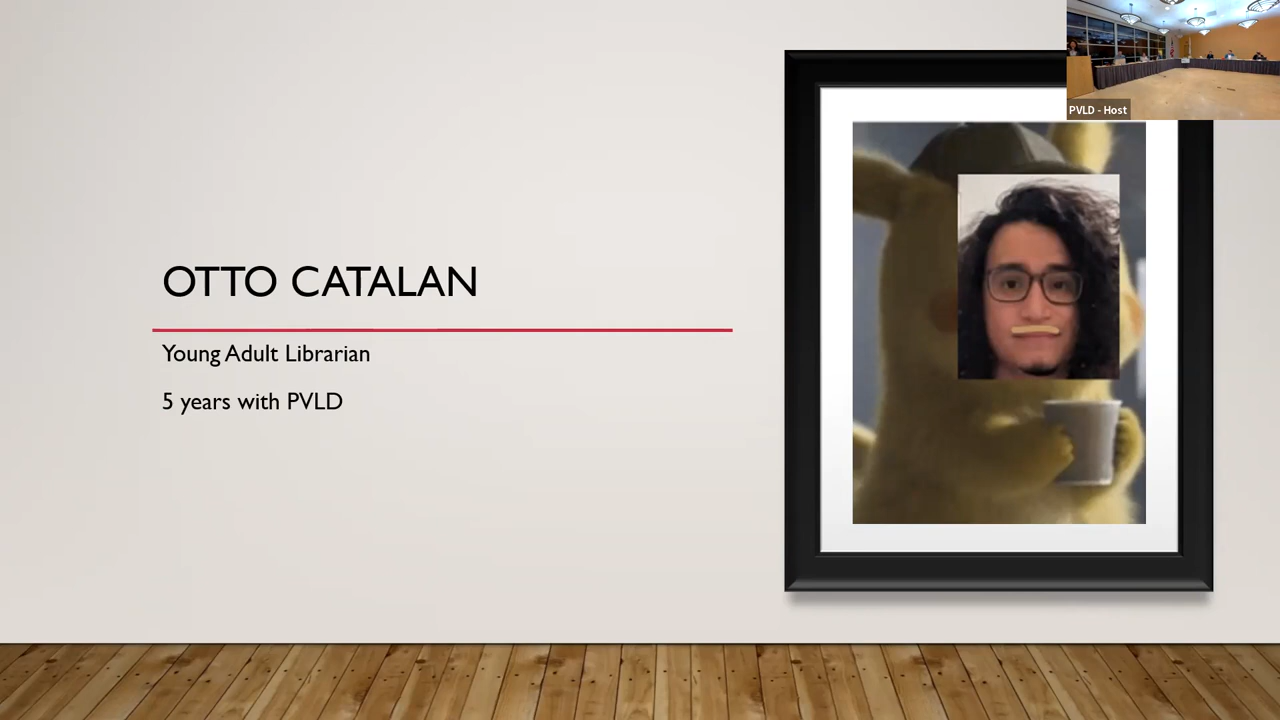 PVLD - Host
OTTO CATALAN
Young Adult Librarian
5 years with PVLD